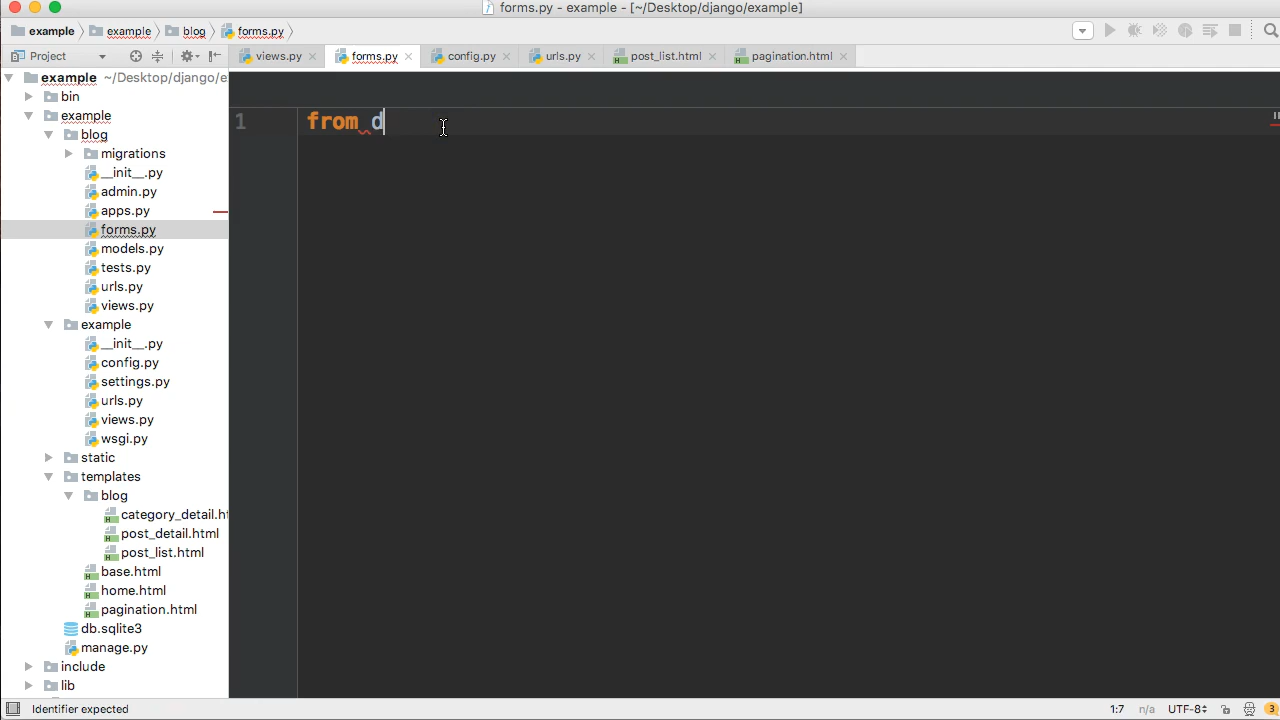 forms.py - example - [~/Desktop/django/example]
example example blog forms.py
Project views.py forms.py config.py urls.py post_list.html pagination.html
example ~/Desktop/django/e
bin
example
blog
migrations
__init__.py
admin.py
apps.py
forms.py
models.py
tests.py
urls.py
views.py
example
__init__.py
config.py
settings.py
urls.py
views.py
wsgi.py
static
templates
blog
category_detail.ht
post_detail.html
post_list.html
base.html
home.html
pagination.html
db.sqlite3
manage.py
include
lib
1 from d
Identifier expected 1:7 n/a UTF-8 3